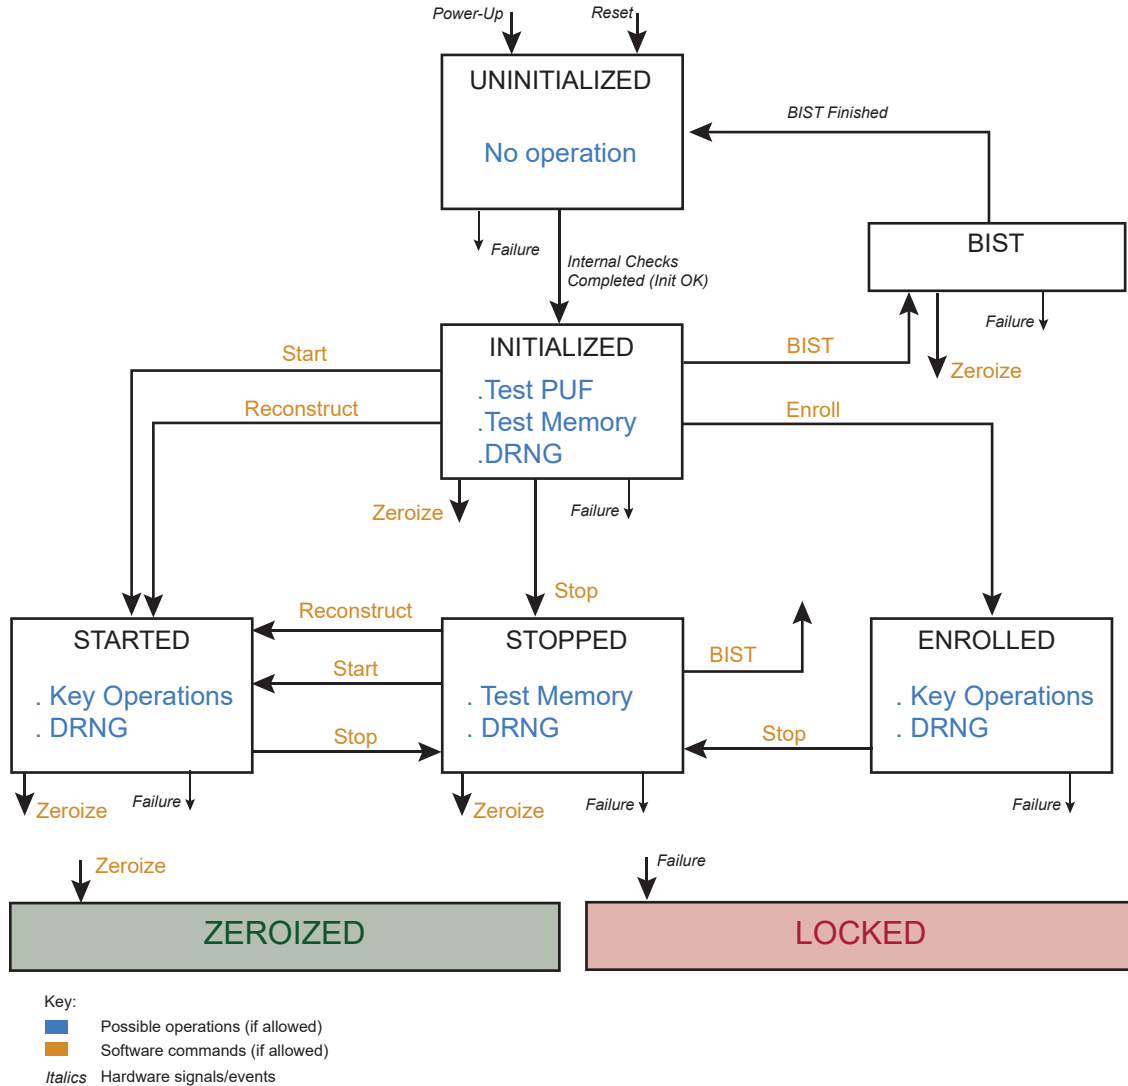 Power-Up
Reset
UNINITIALIZED
No operation
BIST Finished
BIST
Failure
Internal Checks
Completed (Init OK)
Failure
Zeroize
INITIALIZED
.Test PUF
.Test Memory
.DRNG
Start
Reconstruct
BIST
Enroll
Zeroize
Failure
Stop
STARTED
. Key Operations
. DRNG
Reconstruct
Start
Stop
STOPPED
. Test Memory
. DRNG
BIST
Stop
ENROLLED
. Key Operations
. DRNG
Zeroize
Failure
Zeroize
Failure
Failure
Zeroize
Failure
ZEROIZED
LOCKED
Key:
Possible operations (if allowed)
Software commands (if allowed)
Italics Hardware signals/events